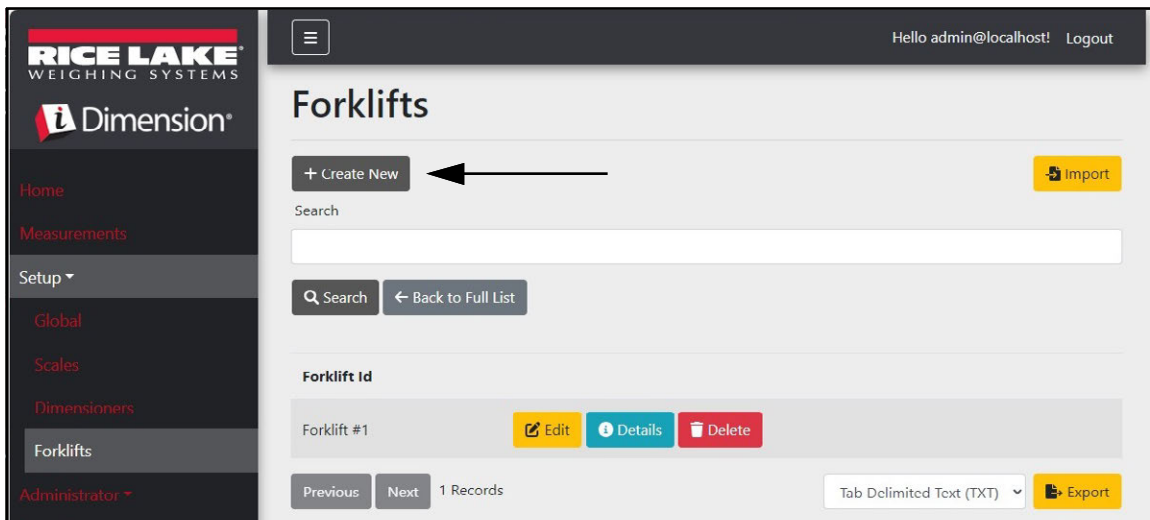 RICE LAKE®
WEIGHING SYSTEMS
i Dimension®
Hello admin@localhost! Logout
Forklifts
+ Create New
Import
Home
Search
Measurements
Setup
Search
← Back to Full List
Global
Scales
Forklift Id
Dimensioners
Forklift #1
Edit
Details
Delete
Forklifts
Administrator
Previous
Next
1 Records
Tab Delimited Text (TXT)
Export